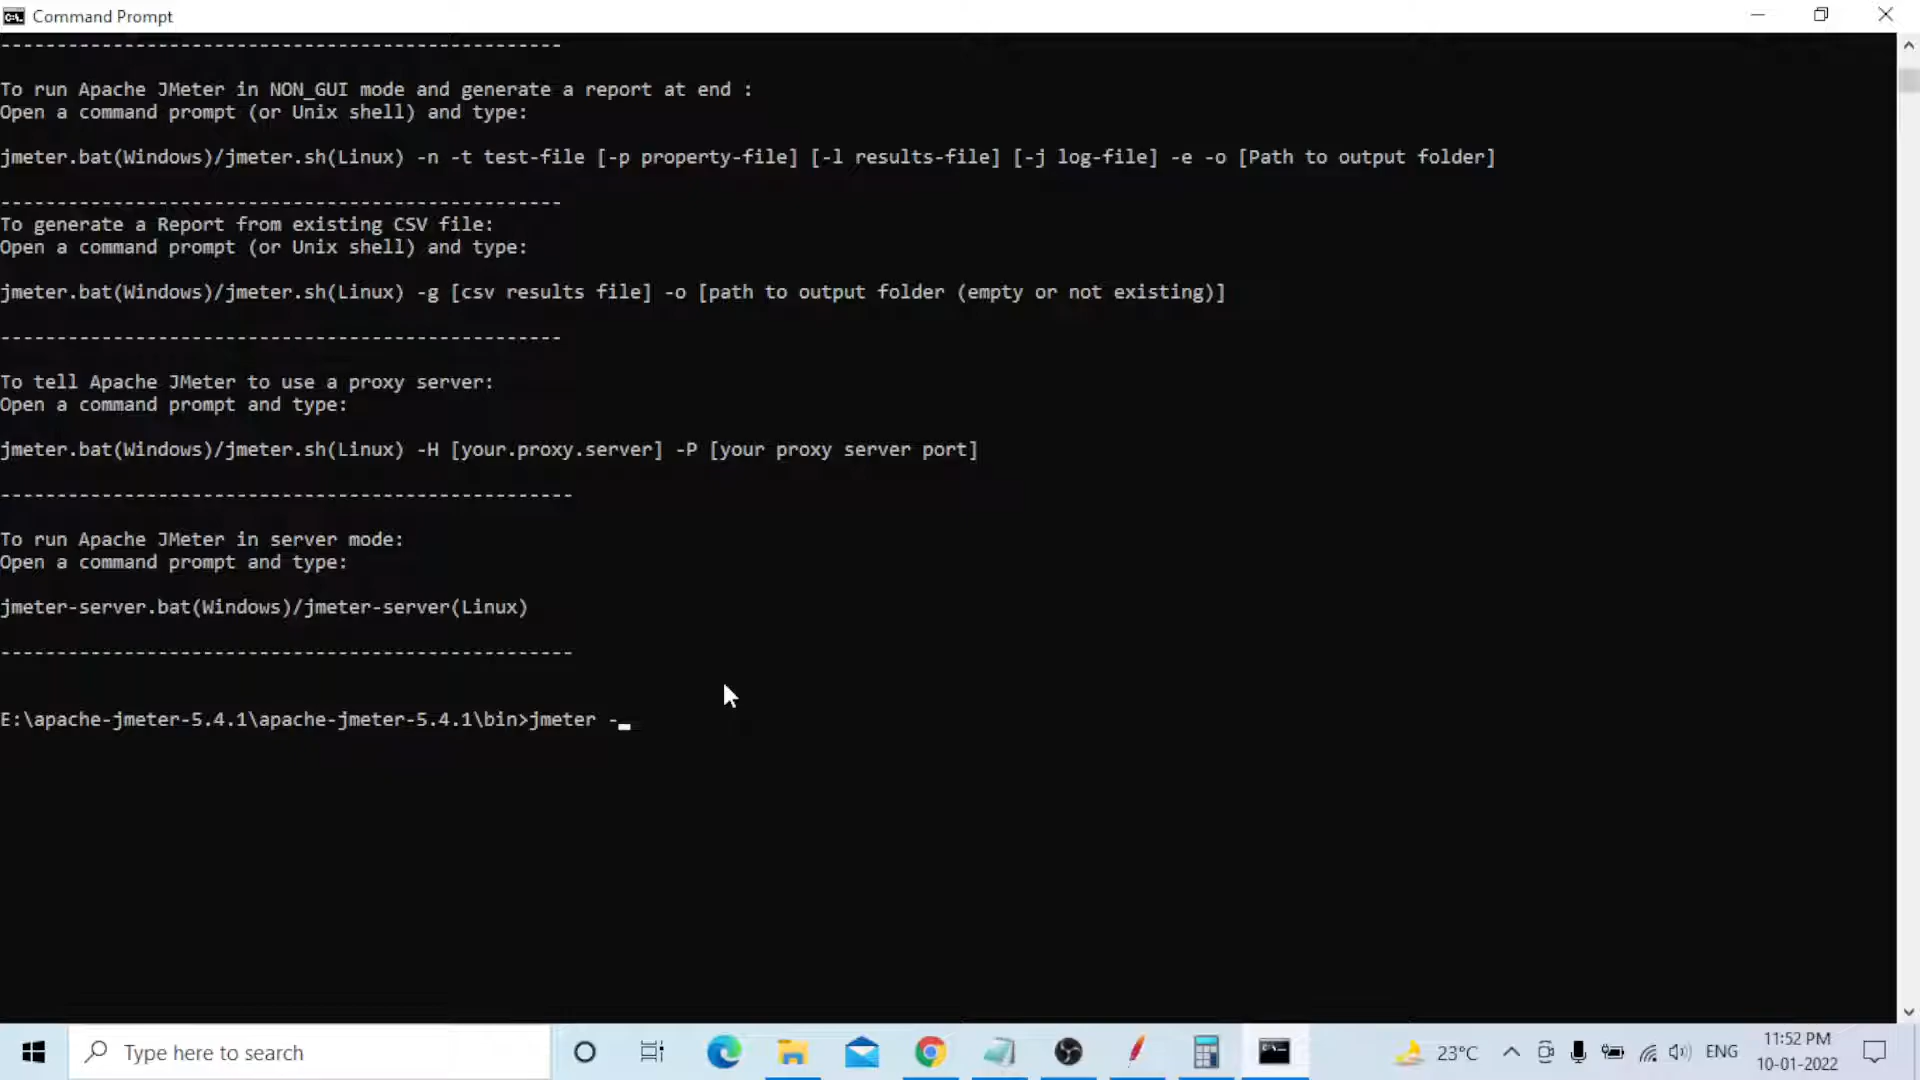 Command Prompt
--------------------------------------------------
To run Apache JMeter in NON_GUI mode and generate a report at end :
Open a command prompt (or Unix shell) and type:
jmeter.bat(Windows)/jmeter.sh(Linux) -n -t test-file [-p property-file] [-l results-file] [-j log-file] -e -o [Path to output folder]
--------------------------------------------------
To generate a Report from existing CSV file:
Open a command prompt (or Unix shell) and type:
jmeter.bat(Windows)/jmeter.sh(Linux) -g [csv results file] -o [path to output folder (empty or not existing)]
--------------------------------------------------
To tell Apache JMeter to use a proxy server:
Open a command prompt and type:
jmeter.bat(Windows)/jmeter.sh(Linux) -H [your.proxy.server] -P [your proxy server port]
---------------------------------------------------
To run Apache JMeter in server mode:
Open a command prompt and type:
jmeter-server.bat(Windows)/jmeter-server(Linux)
---------------------------------------------------
E:\apache-jmeter-5.4.1\apache-jmeter-5.4.1\bin>jmeter -_
Type here to search
23°C
ENG
11:52 PM
10-01-2022